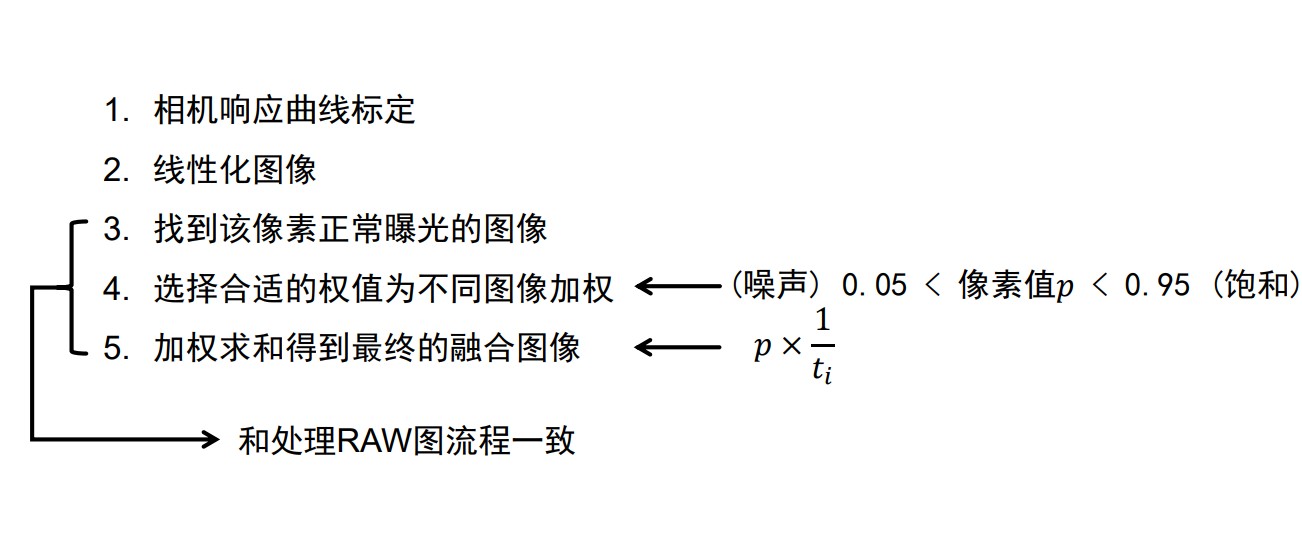 1. 相机响应曲线标定
2. 线性化图像
3. 找到该像素正常曝光的图像
4. 选择合适的权值为不同图像加权 (噪声) 0.05 < 像素值p < 0.95 (饱和)
5. 加权求和得到最终的融合图像 p × 1/t_i
和处理RAW图流程一致